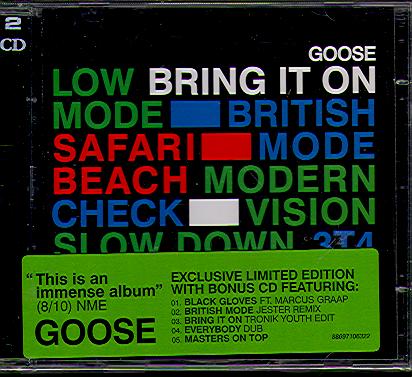 2
CD
GOOSE
LOW BRING IT ON
MODE BRITISH
SAFARI MODE
BEACH MODERN
CHECK VISION
SLOW DOWN 3T4
"This is an
immense album"
(8/10) NME
GOOSE
EXCLUSIVE LIMITED EDITION
WITH BONUS CD FEATURING:
01. BLACK GLOVES FT. MARCUS GRAAP
02. BRITISH MODE JESTER REMIX
03. BRING IT ON TRONIK YOUTH EDIT
04. EVERYBODY DUB
05. MASTERS ON TOP